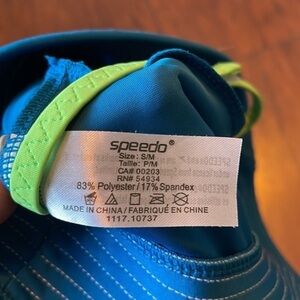 speedo®
Size: S/M
Taille: P/M
CA# 00203
RN# 54934
83% Polyester / 17% Spandex
MADE IN CHINA / FABRIQUÉ EN CHINE
1117.10737